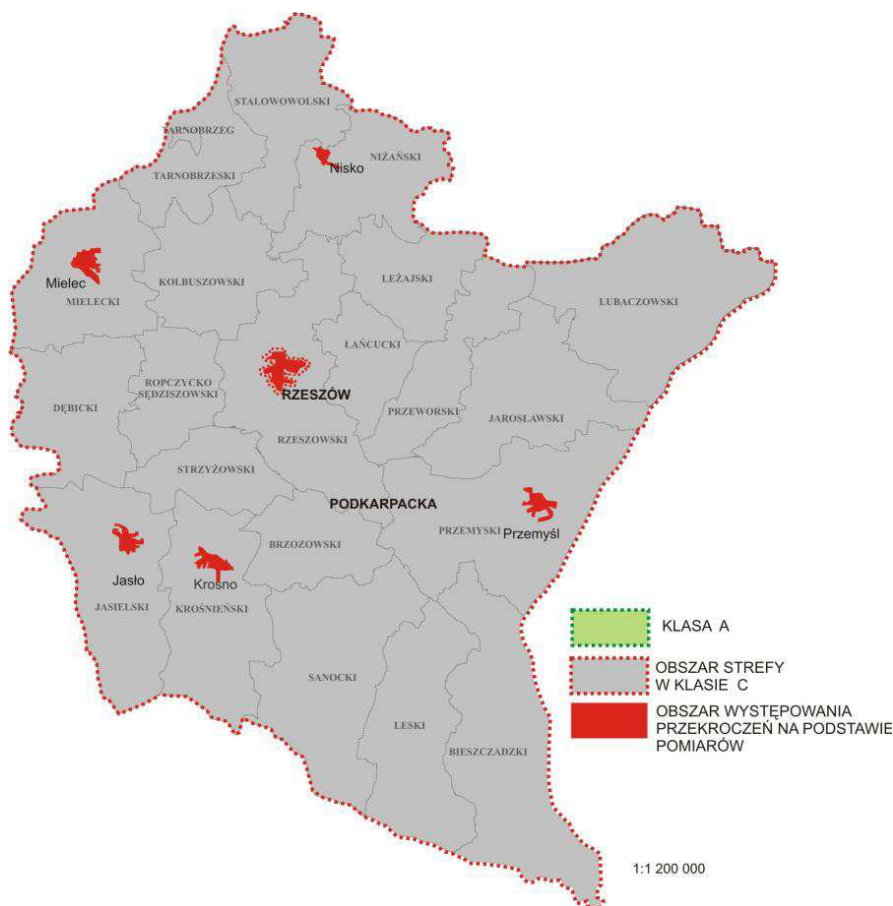 STALOWOWOLSKI
TARNOBRZEG
Nisko
NIŻAŃSKI
TARNOBRZESKI
Mielec
MIELECKI
KOLBUSZOWSKI
LEŻAJSKI
LUBACZOWSKI
ŁAŃCUCKI
ROPCZYCKO
SĘDZISZOWSKI
RZESZÓW
DĘBICKI
PRZEWORSKI
JAROSŁAWSKI
RZESZOWSKI
STRZYŻOWSKI
PODKARPACKA
PRZEMYSKI
Przemyśl
BRZOZOWSKI
Jasło
Krosno
JASIELSKI
KROŚNIEŃSKI
SANOCKI
LESKI
BIESZCZADZKI
KLASA A
OBSZAR STREFY
W KLASIE C
OBSZAR WYSTĘPOWANIA
PRZEKROCZEŃ NA PODSTAWIE
POMIARÓW
1:1 200 000